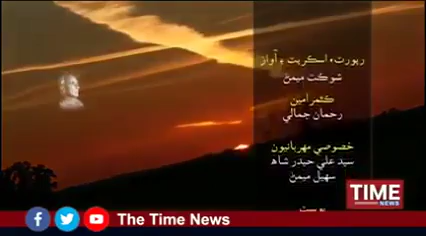 رپورٽ، اسڪرپٽ ۽ آواز
شوڪت ميمڻ
ڪئمرامين
رحمان جمالي
خصوصي مهربانيون
سيد علي حيدر شاھ
سهيل ميمڻ
TIME
NEWS
The Time News